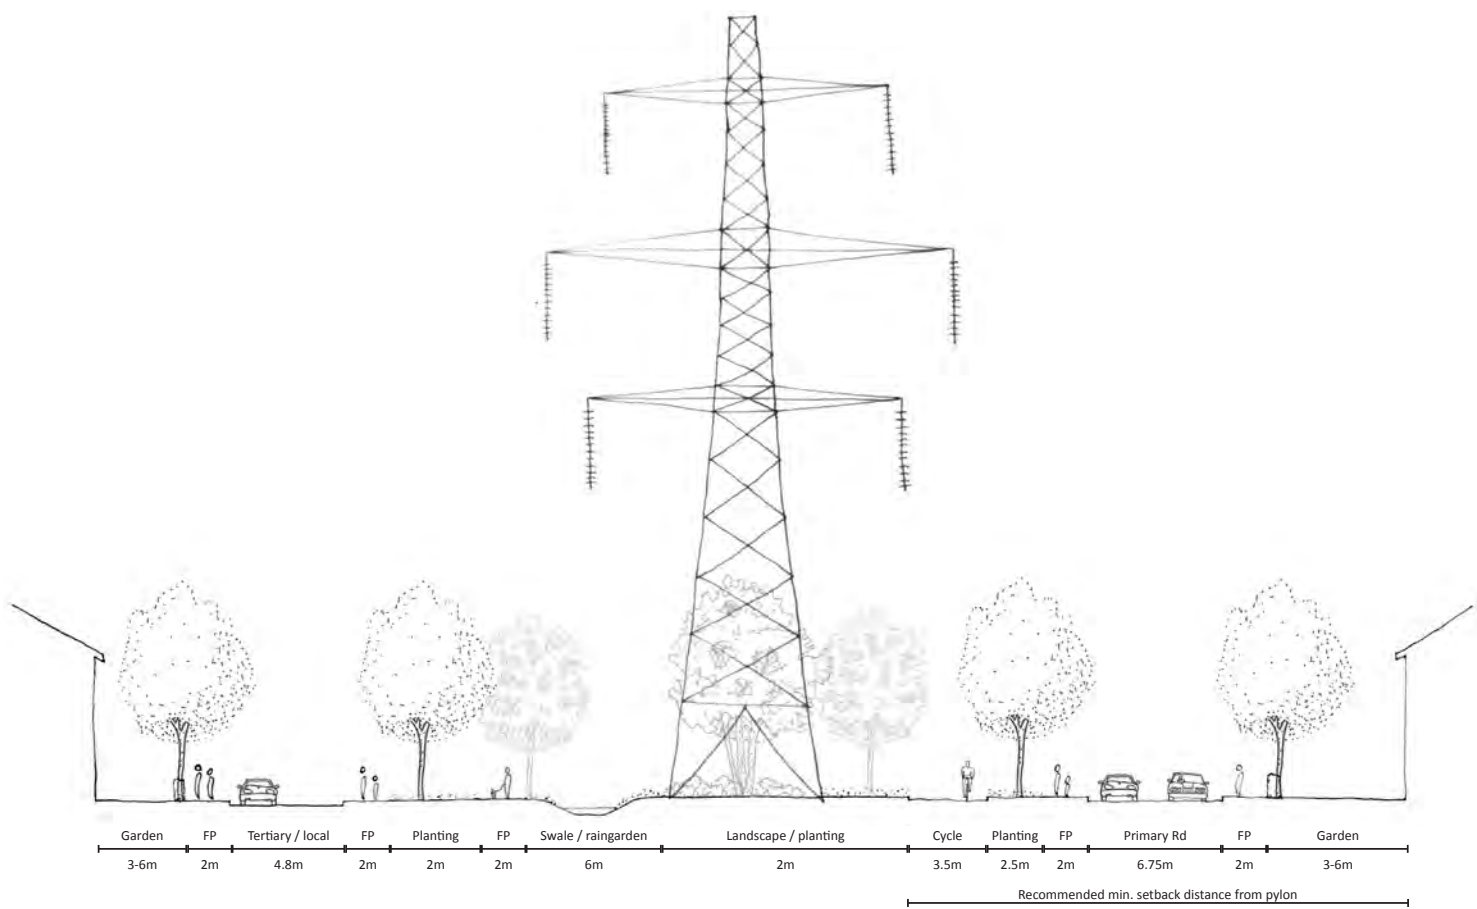 Garden FP Tertiary / local FP Planting FP Swale / raingarden Landscape / planting Cycle Planting FP Primary Rd FP Garden
3-6m 2m 4.8m 2m 2m 2m 6m 2m 3.5m 2.5m 2m 6.75m 2m 3-6m
Recommended min. setback distance from pylon